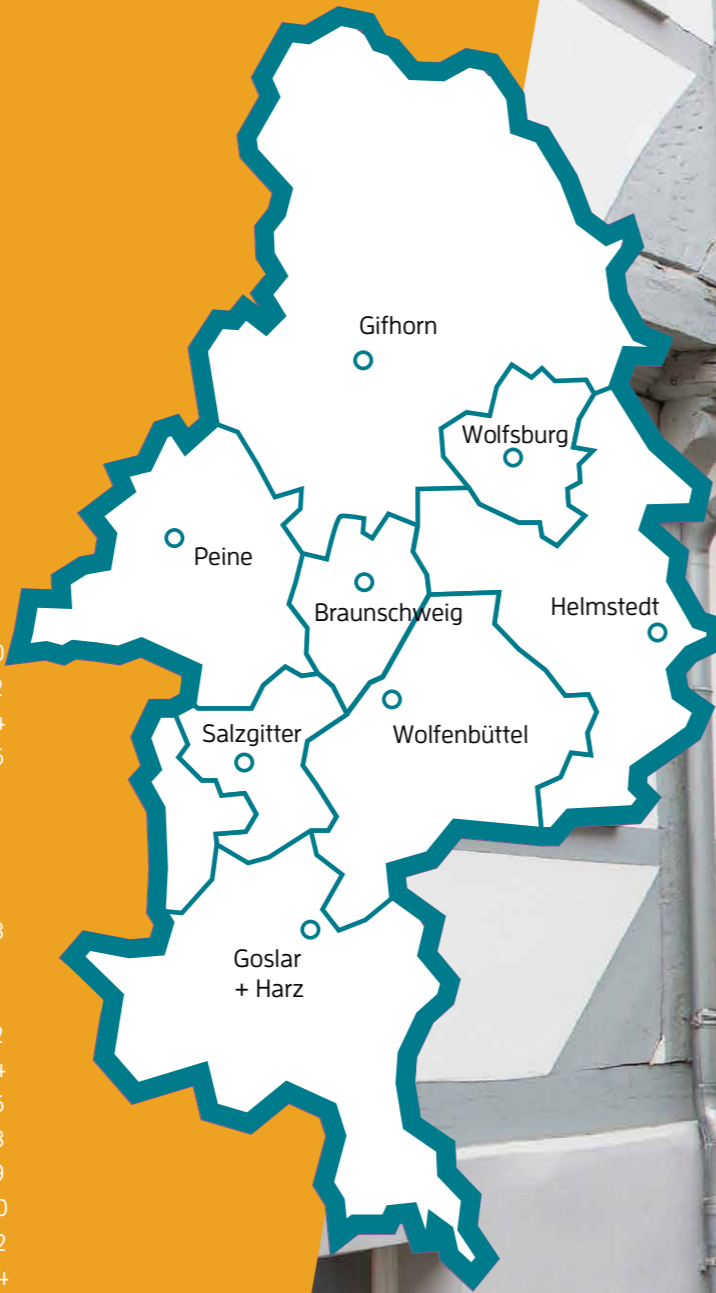 Gifhorn
Wolfsburg
Peine
Braunschweig
Helmstedt
Salzgitter
Wolfenbüttel
Goslar
+ Harz